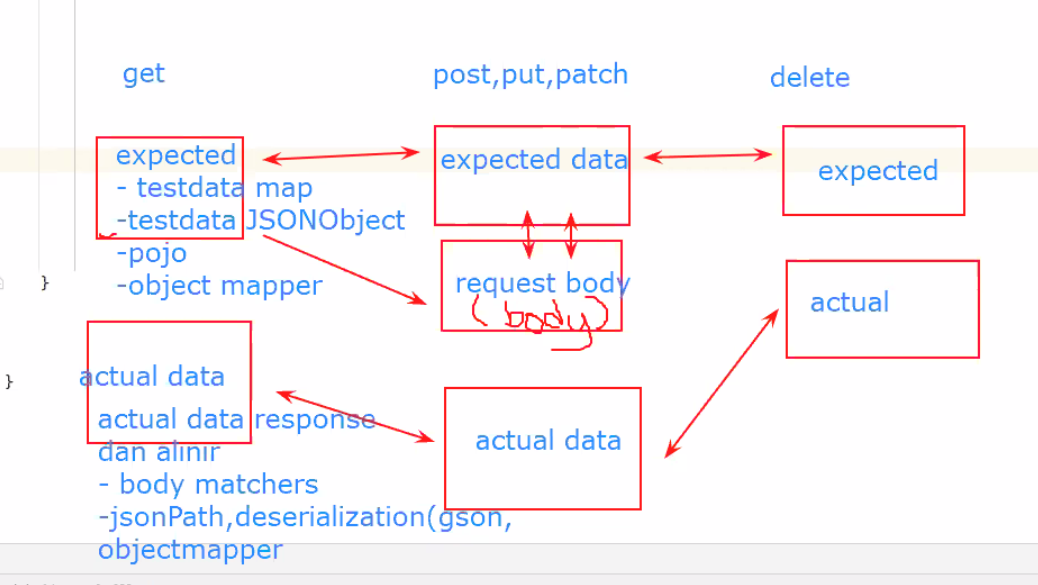 get
post,put,patch
delete
expected
- testdata map
-testdata JSONObject
-pojo
-object mapper
expected data
request body
(body)
expected
actual
}
}
actual data
actual data response
dan alinir
- body matchers
-jsonPath,deserialization(gson,
objectmapper
actual data